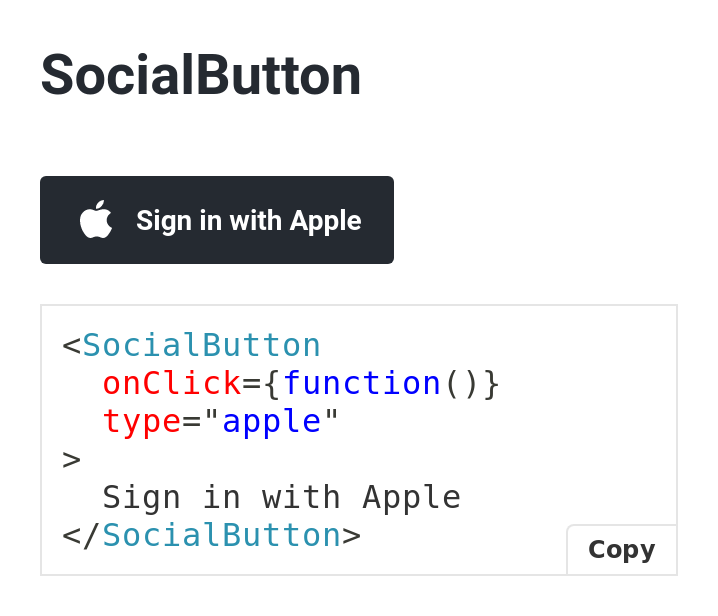 SocialButton
Sign in with Apple
<SocialButton
  onClick={function()}
  type="apple"
>
  Sign in with Apple
</SocialButton>
Copy